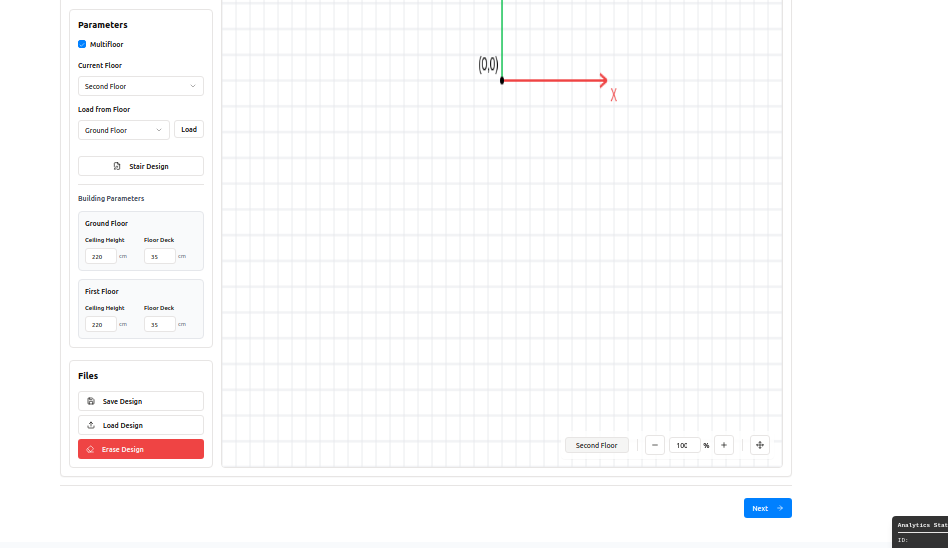 Parameters
Multifloor
Current Floor
Second Floor
Load from Floor
Ground Floor
Load
Stair Design
Building Parameters
Ground Floor
Ceiling Height Floor Deck
220 cm 35 cm
First Floor
Ceiling Height Floor Deck
220 cm 35 cm
Files
Save Design
Load Design
Erase Design
(0,0)
X
Second Floor
100 %
Next
Analytics Stat
ID: